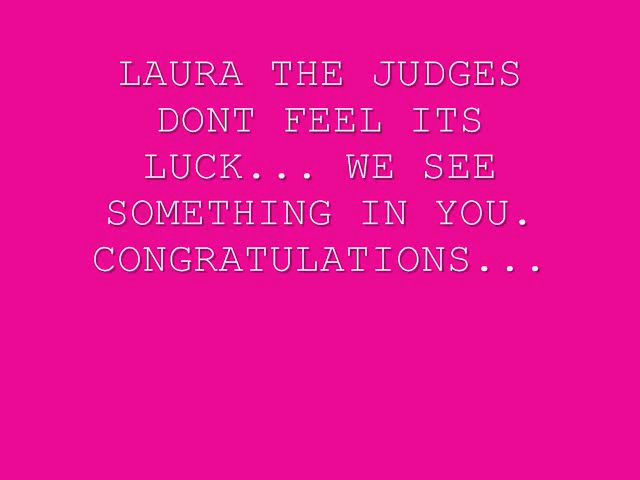 LAURA THE JUDGES
DONT FEEL ITS
LUCK... WE SEE
SOMETHING IN YOU.
CONGRATULATIONS...